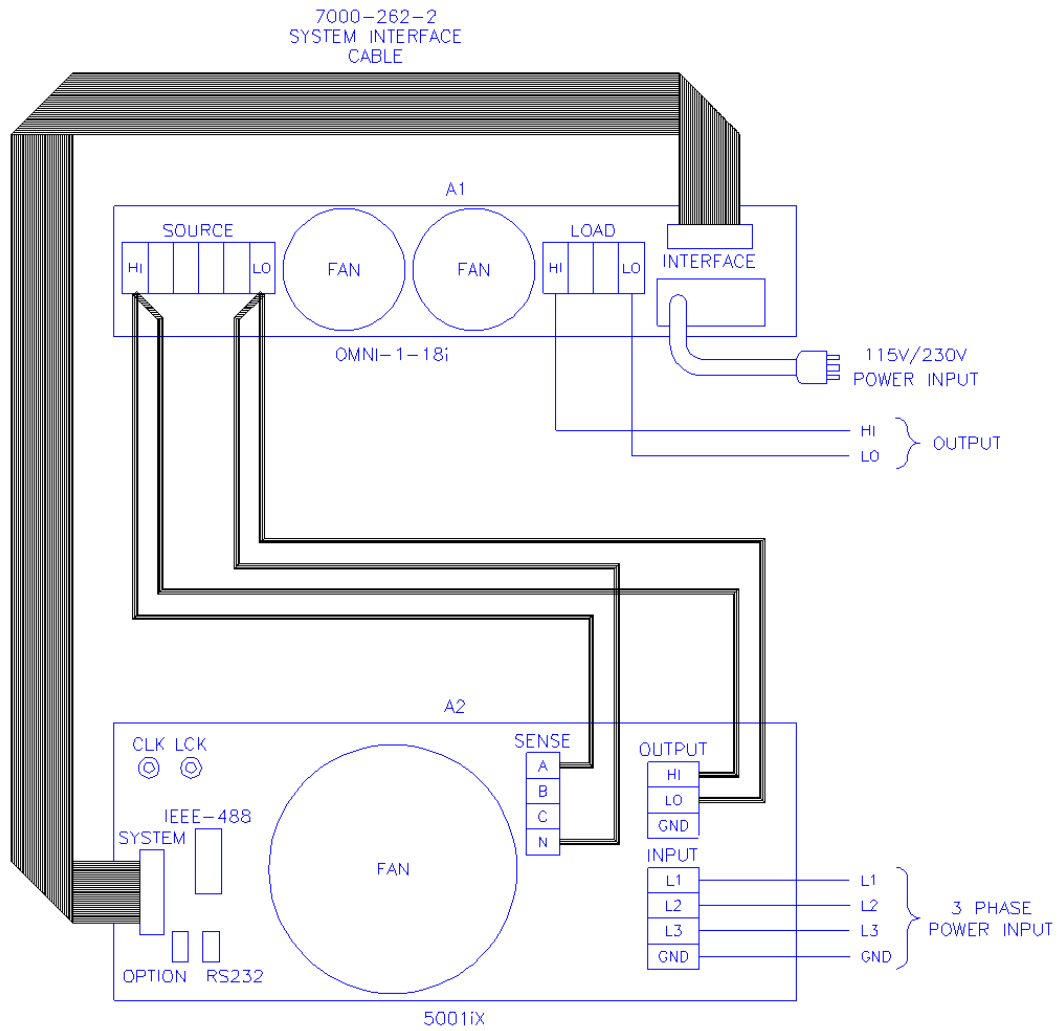 7000-262-2
SYSTEM INTERFACE
CABLE
A1
SOURCE
LOAD
HI
LO
FAN
FAN
HI
LO
INTERFACE
OMNI-1-18i
115V/230V
POWER INPUT
HI
LO
OUTPUT
A2
CLK LCK
SENSE
OUTPUT
A
B
C
N
HI
LO
GND
IEEE-488
SYSTEM
FAN
INPUT
L1
L2
L3
GND
L1
L2
L3
GND
3 PHASE
POWER INPUT
OPTION
RS232
5001iX